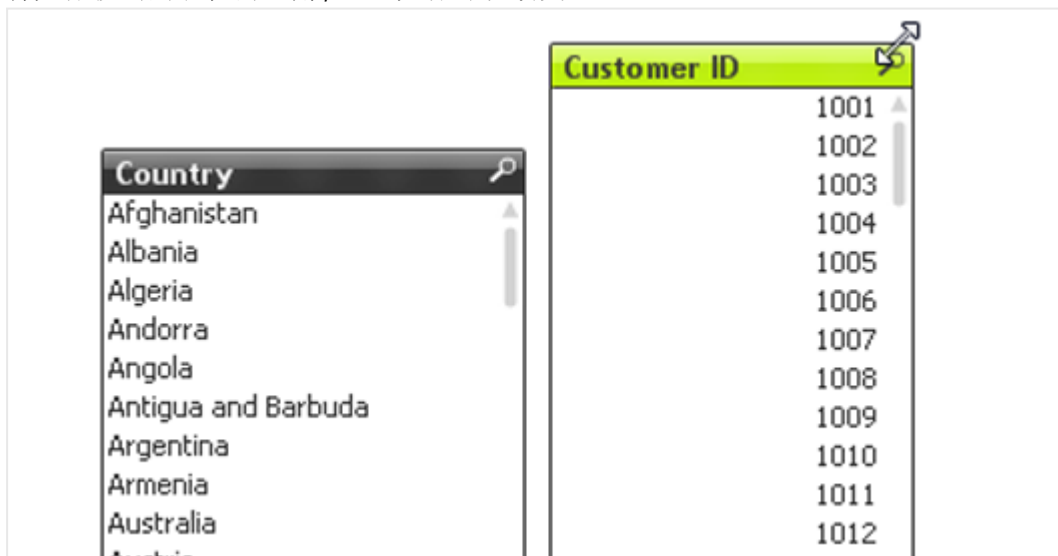 Customer ID
1001
1002
1003
1004
1005
1006
1007
1008
1009
1010
1011
1012
Country
Afghanistan
Albania
Algeria
Andorra
Angola
Antigua and Barbuda
Argentina
Armenia
Australia